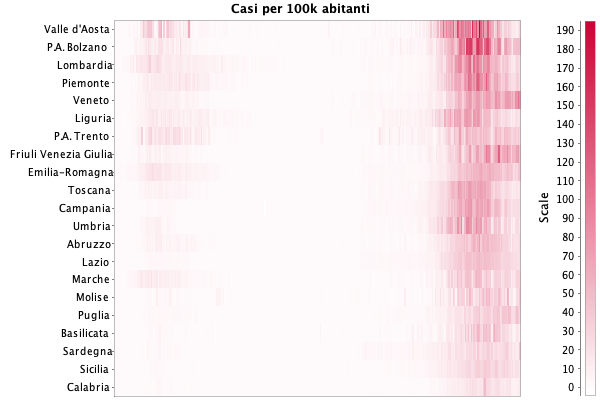 Casi per 100k abitanti
Valle d'Aosta
P.A. Bolzano
Lombardia
Piemonte
Veneto
Liguria
P.A. Trento
Friuli Venezia Giulia
Emilia-Romagna
Toscana
Campania
Umbria
Abruzzo
Lazio
Marche
Molise
Puglia
Basilicata
Sardegna
Sicilia
Calabria
Scale
190
180
170
160
150
140
130
120
110
100
90
80
70
60
50
40
30
20
10
0